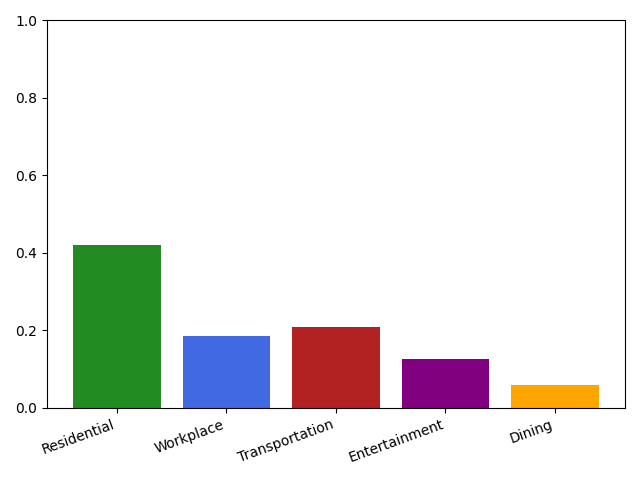 1.0
0.8
0.6
0.4
0.2
0.0
Residential
Workplace
Transportation
Entertainment
Dining